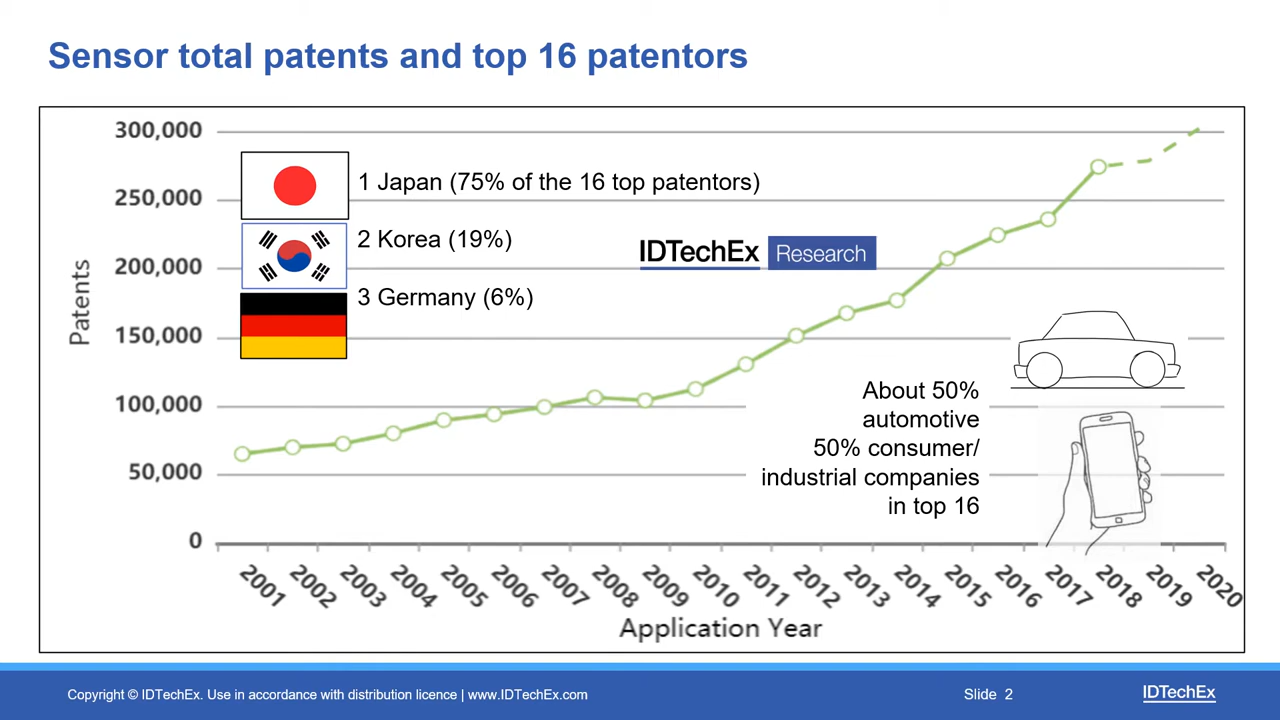 Sensor total patents and top 16 patentors
300,000
250,000
200,000
150,000
100,000
50,000
0
Patents
1 Japan (75% of the 16 top patentors)
2 Korea (19%)
3 Germany (6%)
IDTechEx Research
About 50%
automotive
50% consumer/
industrial companies
in top 16
2001 2002 2003 2004 2005 2006 2007 2008 2009 2010 2011 2012 2013 2014 2015 2016 2017 2018 2019 2020
Application Year
Copyright © IDTechEx. Use in accordance with distribution licence | www.IDTechEx.com
Slide 2
IDTechEx